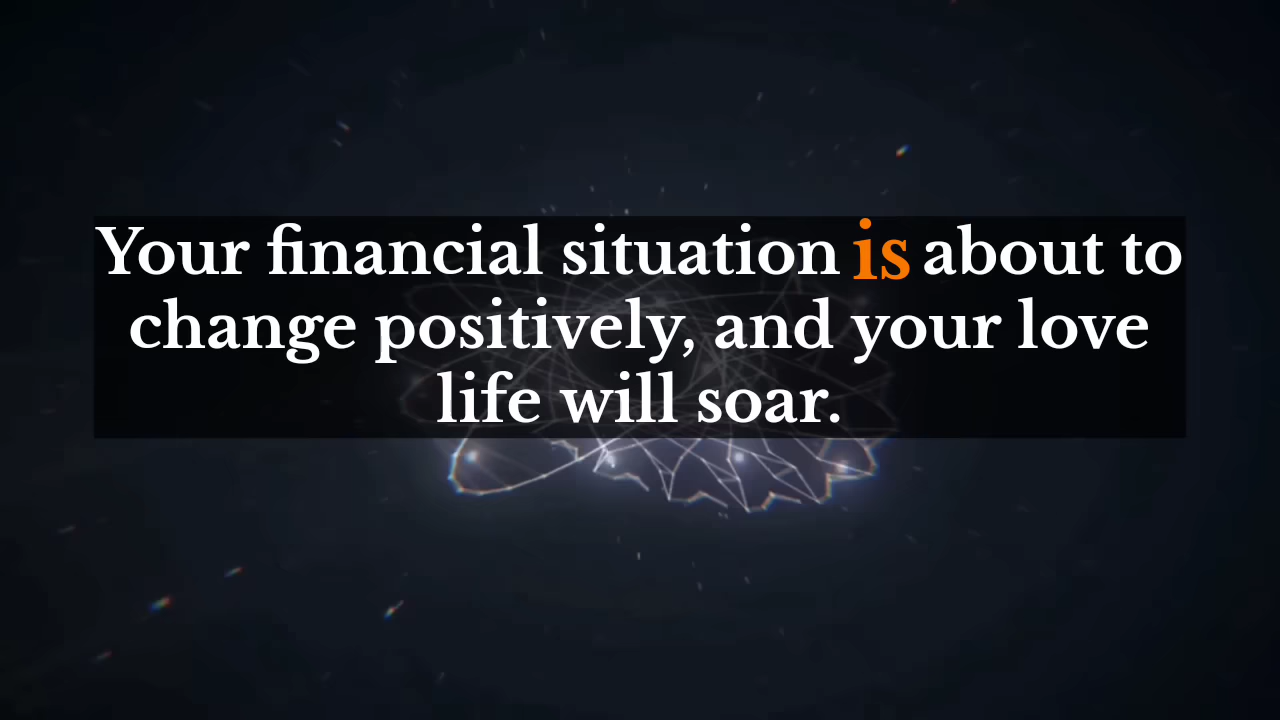 Your financial situation is about to
change positively, and your love
life will soar.